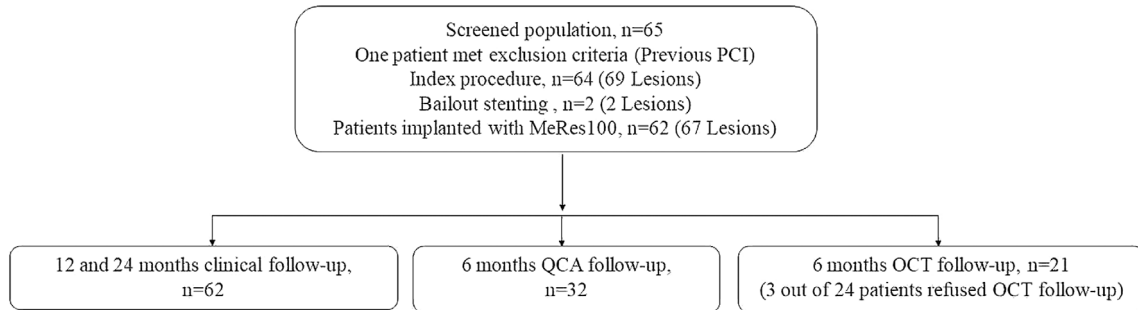 Screened population, n=65
One patient met exclusion criteria (Previous PCI)
Index procedure, n=64 (69 Lesions)
Bailout stenting , n=2 (2 Lesions)
Patients implanted with MeRes100, n=62 (67 Lesions)
12 and 24 months clinical follow-up,
n=62
6 months QCA follow-up,
n=32
6 months OCT follow-up, n=21
(3 out of 24 patients refused OCT follow-up)